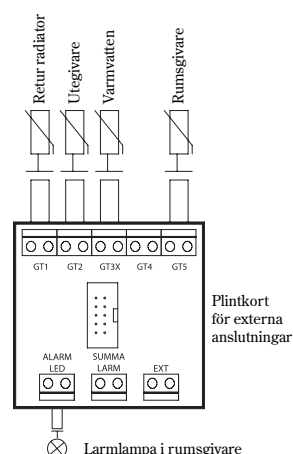 Retur radiator
Utegivare
Varmvatten
Rumsgivare
GT1
GT2
GT3X
GT4
GT5
Plintkort
för externa
anslutningar
ALARM
LED
SUMMA
LARM
EXT
Larmlampa i rumsgivare